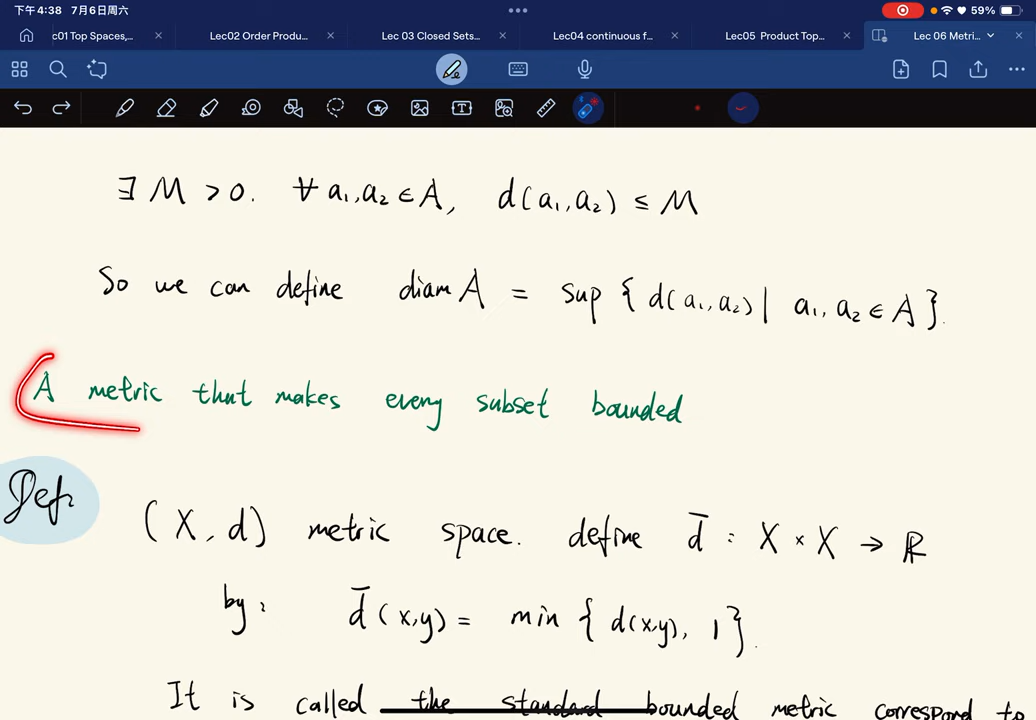 下午4:38 7月6日周六
59%
c01 Top Spaces,...
Lec02 Order Produ...
Lec 03 Closed Sets...
Lec04 continuous f...
Lec05 Product Top...
Lec 06 Metri...
∃ M > 0. ∀ a₁, a₂ ∈ A, d(a₁, a₂) ≤ M
So we can define diam A = sup { d(a₁, a₂) | a₁, a₂ ∈ A }.
A metric that makes every subset bounded
Def.
(X, d) metric space. define d̄ : X × X → ℝ
by: d̄(x,y) = min { d(x,y), 1 }.
It is called the standard bounded metric correspond to